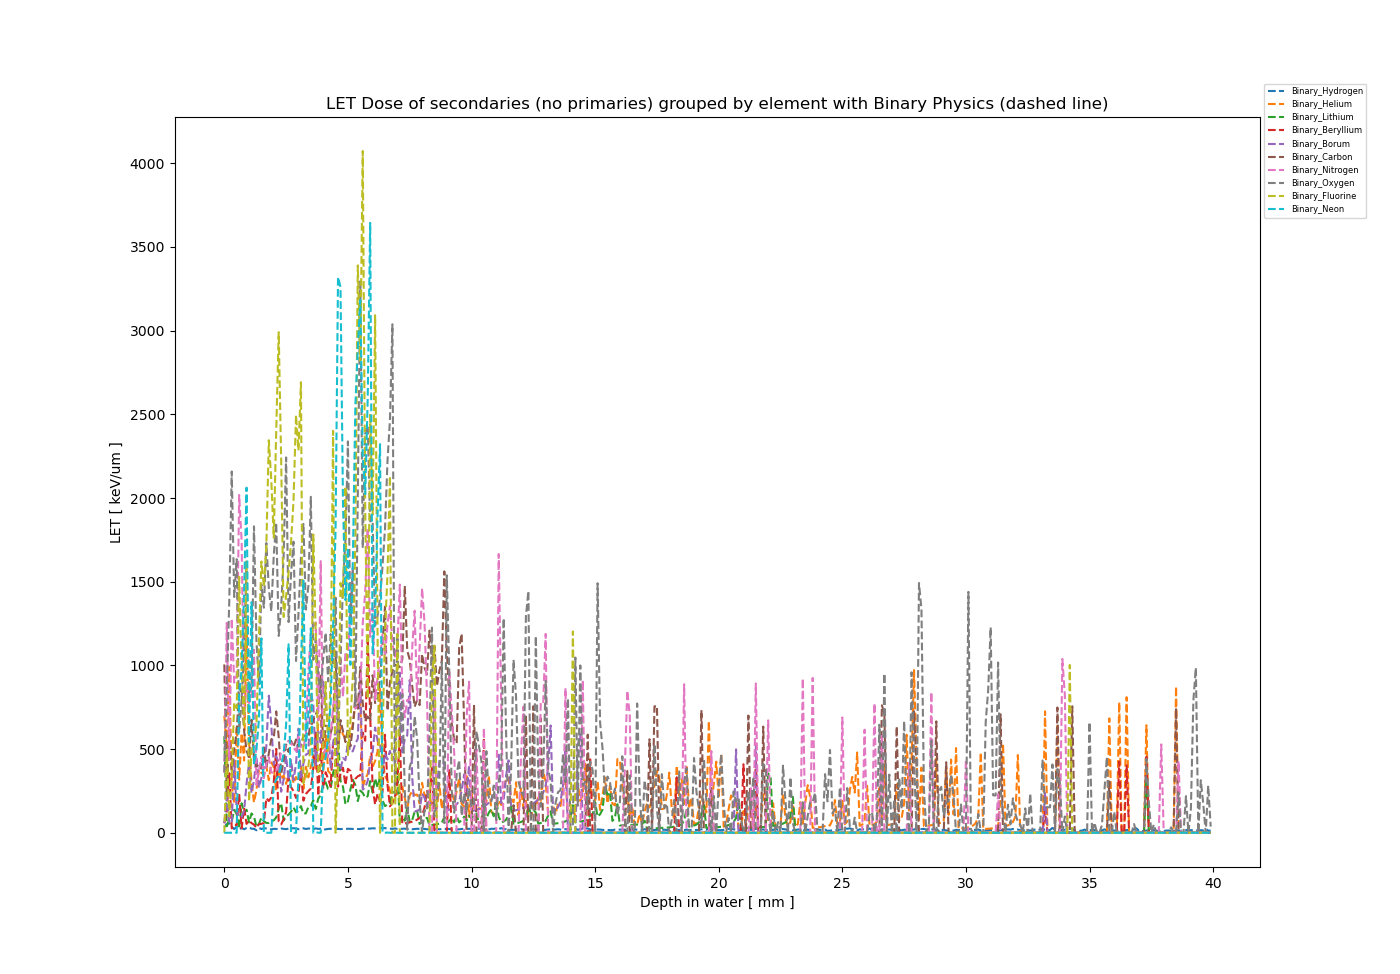 LET Dose of secondaries (no primaries) grouped by element with Binary Physics (dashed line)
Binary_Hydrogen
Binary_Helium
Binary_Lithium
Binary_Beryllium
Binary_Borum
Binary_Carbon
Binary_Nitrogen
Binary_Oxygen
Binary_Fluorine
Binary_Neon
LET [ keV/um ]
4000
3500
3000
2500
2000
1500
1000
500
0
0 5 10 15 20 25 30 35 40
Depth in water [ mm ]